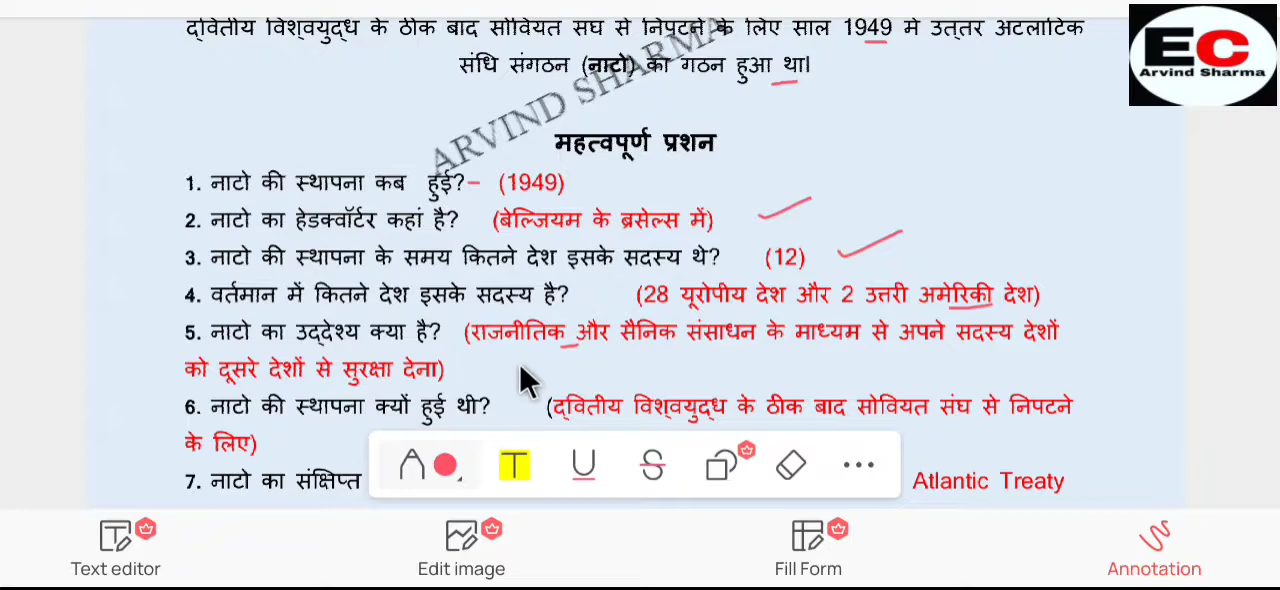 द्वितीय विश्वयुद्ध के ठीक बाद सोवियत संघ से निपटने के लिए साल 1949 में उत्तर अटलांटिक
संधि संगठन (नाटो) का गठन हुआ था।
EC
Arvind Sharma
ARVIND SHARMA
महत्वपूर्ण प्रशन
1. नाटो की स्थापना कब हुई?– (1949)
2. नाटो का हेडक्वॉर्टर कहां है? (बेल्जियम के ब्रसेल्स में)
3. नाटो की स्थापना के समय कितने देश इसके सदस्य थे? (12)
4. वर्तमान में कितने देश इसके सदस्य है? (28 यूरोपीय देश और 2 उत्तरी अमेरिकी देश)
5. नाटो का उद्देश्य क्या है? (राजनीतिक और सैनिक संसाधन के माध्यम से अपने सदस्य देशों
को दूसरे देशों से सुरक्षा देना)
6. नाटो की स्थापना क्यों हुई थी? (द्वितीय विश्वयुद्ध के ठीक बाद सोवियत संघ से निपटने
के लिए)
7. नाटो का संक्षिप्त Atlantic Treaty
Text editor
Edit image
Fill Form
Annotation